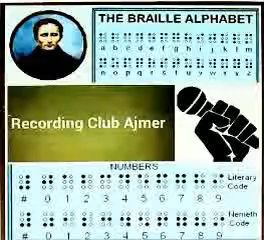 THE BRAILLE ALPHABET
a b c d e f g h i j k l m
n o p q r s t u v w x y z
Recording Club Ajmer
NUMBERS
Literary
Code
# 0 1 2 3 4 5 6 7 8 9
Nemeth
Code
# 0 1 2 3 4 5 6 7 8 9